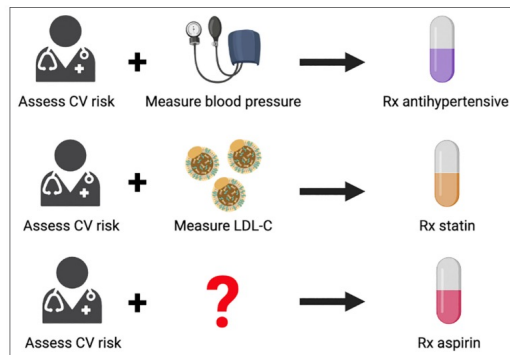 +
Assess CV risk Measure blood pressure Rx antihypertensive
+
Assess CV risk Measure LDL-C Rx statin
+ ?
Assess CV risk Rx aspirin